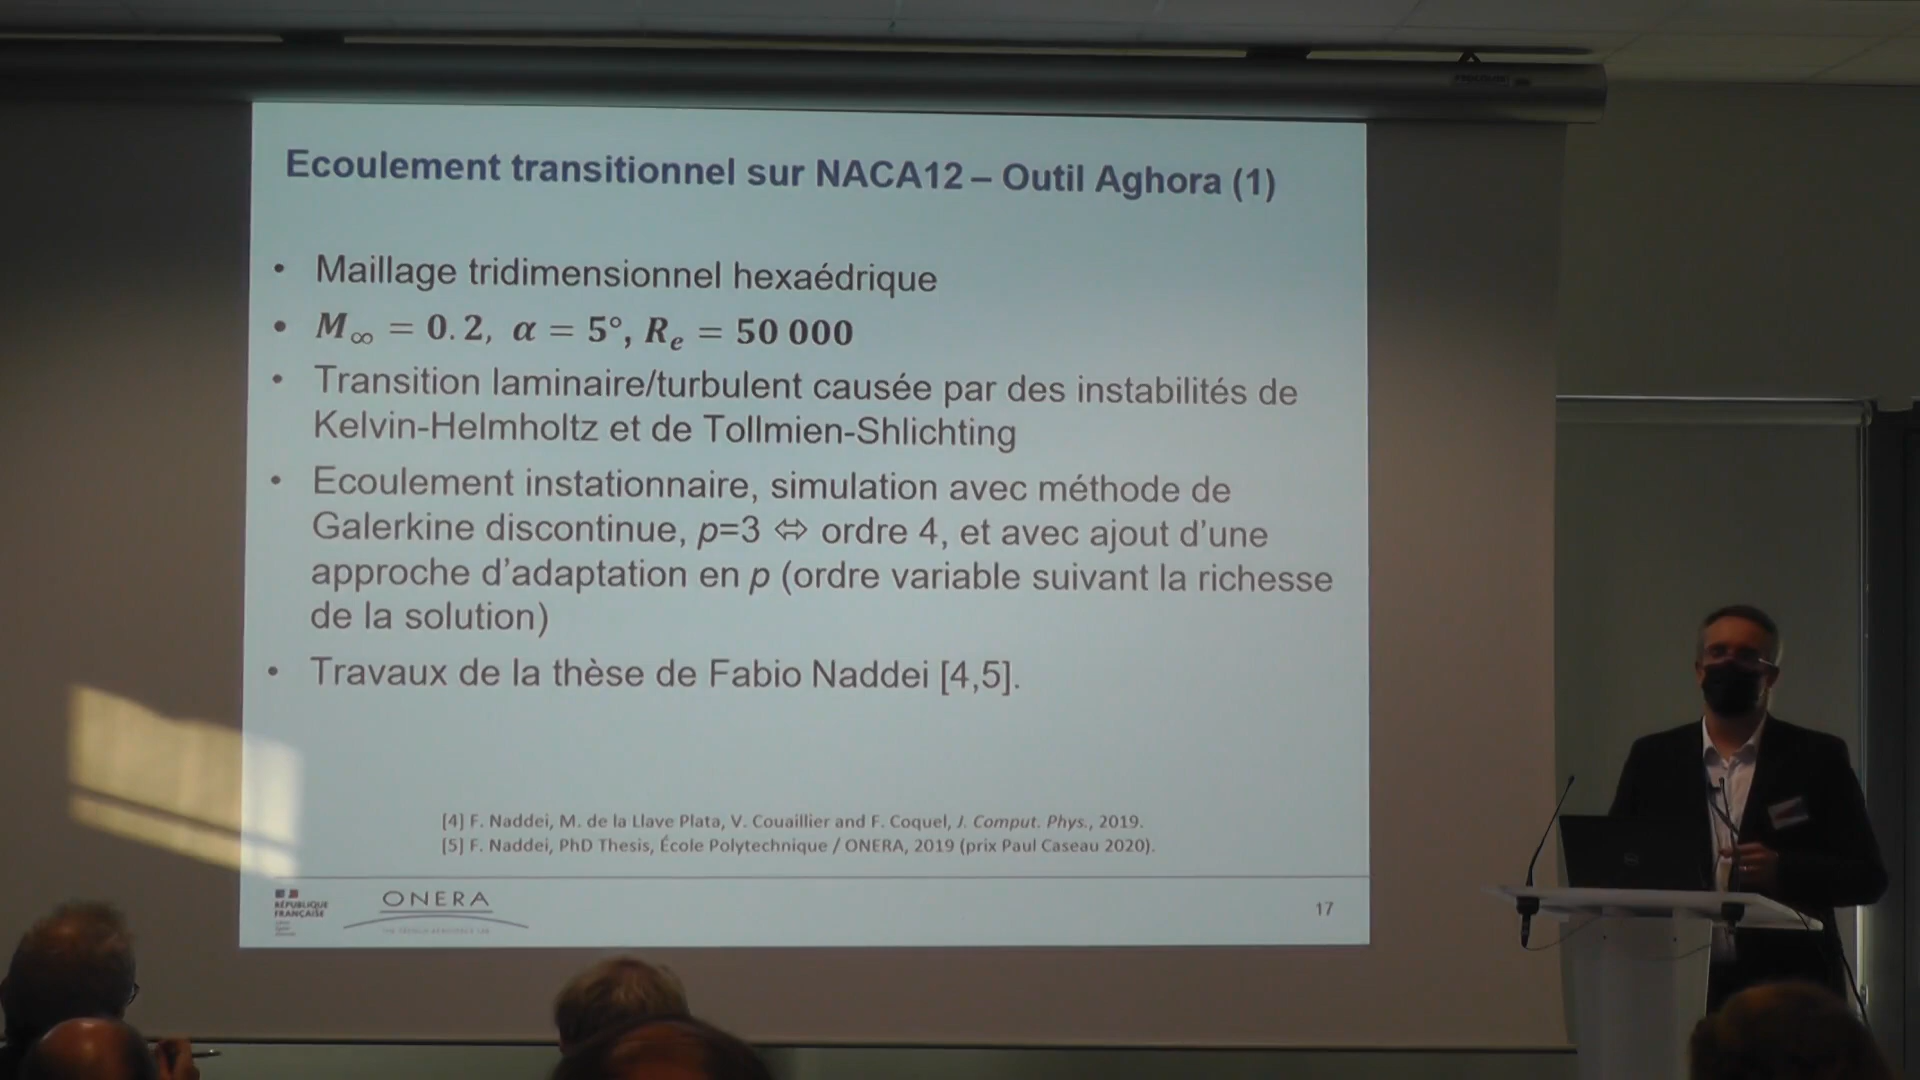 Ecoulement transitionnel sur NACA12 – Outil Aghora (1)
• Maillage tridimensionnel hexaédrique
• M∞ = 0.2, α = 5°, Re = 50 000
• Transition laminaire/turbulent causée par des instabilités de
Kelvin-Helmholtz et de Tollmien-Shlichting
• Ecoulement instationnaire, simulation avec méthode de
Galerkine discontinue, p=3 ⇔ ordre 4, et avec ajout d’une
approche d’adaptation en p (ordre variable suivant la richesse
de la solution)
• Travaux de la thèse de Fabio Naddei [4,5].
[4] F. Naddei, M. de la Llave Plata, V. Couaillier and F. Coquel, J. Comput. Phys., 2019.
[5] F. Naddei, PhD Thesis, École Polytechnique / ONERA, 2019 (prix Paul Caseau 2020).
RÉPUBLIQUE
FRANÇAISE
ONERA
17